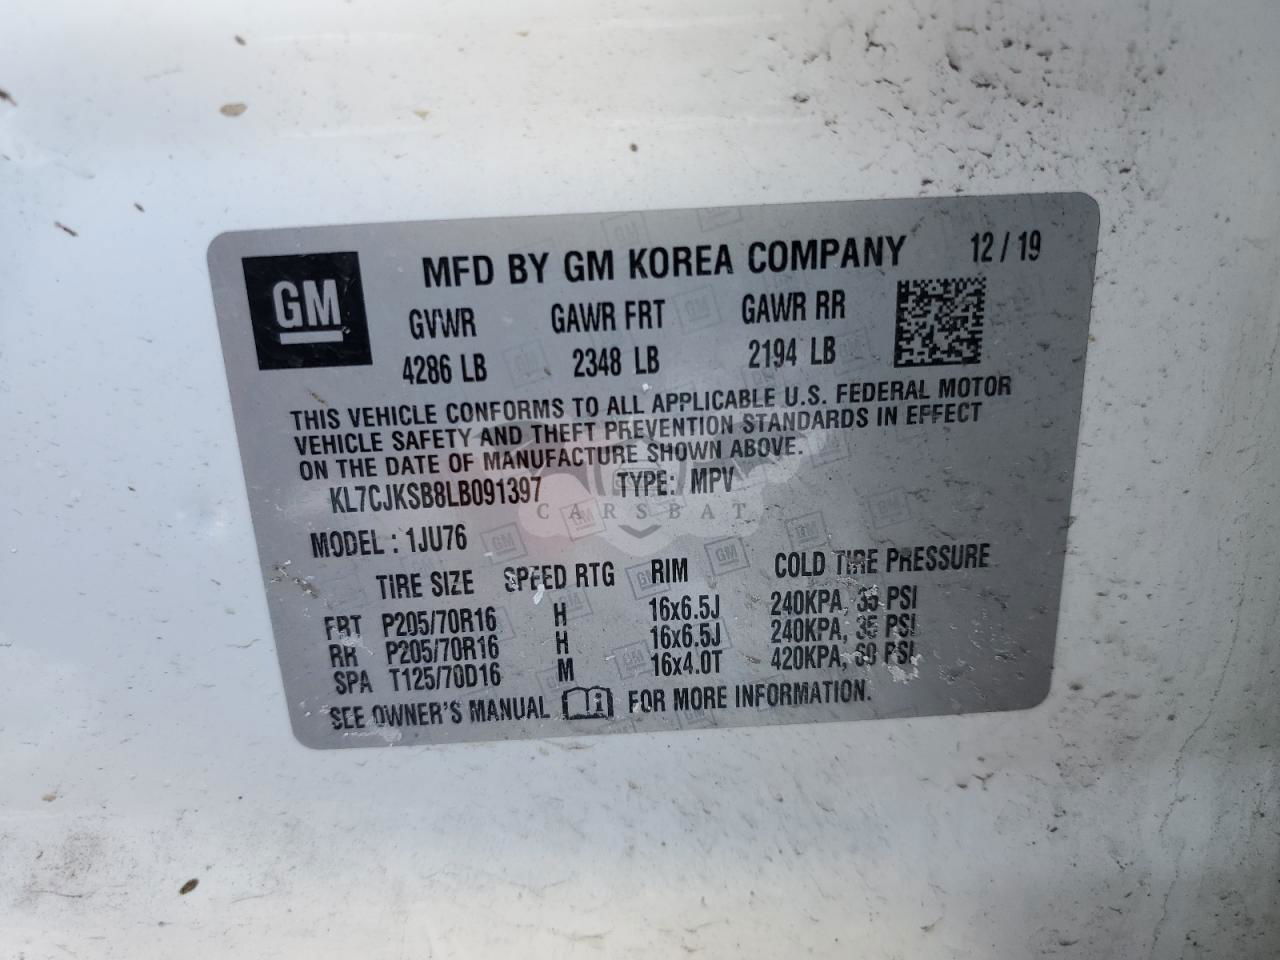 GM
MFD BY GM KOREA COMPANY 12/19
GVWR GAWR FRT GAWR RR
4286 LB 2348 LB 2194 LB
THIS VEHICLE CONFORMS TO ALL APPLICABLE U.S. FEDERAL MOTOR
VEHICLE SAFETY AND THEFT PREVENTION STANDARDS IN EFFECT
ON THE DATE OF MANUFACTURE SHOWN ABOVE.
KL7CJKSB8LB091397 TYPE: MPV
CARSBAT
MODEL : 1JU76
TIRE SIZE SPEED RTG RIM COLD TIRE PRESSURE
FRT P205/70R16 H 16x6.5J 240KPA, 35 PSI
RR P205/70R16 H 16x6.5J 240KPA, 35 PSI
SPA T125/70D16 M 16x4.0T 420KPA, 60 PSI
SEE OWNER'S MANUAL FOR MORE INFORMATION.